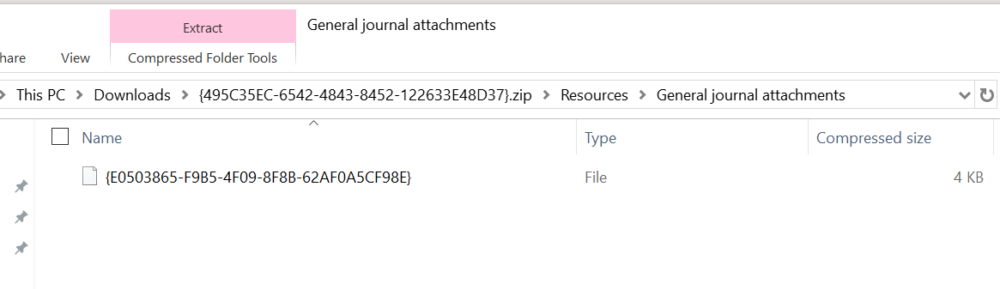 Extract
General journal attachments
hare
View
Compressed Folder Tools
This PC
Downloads
{495C35EC-6542-4843-8452-122633E48D37}.zip
Resources
General journal attachments
Name
Type
Compressed size
{E0503865-F9B5-4F09-8F8B-62AF0A5CF98E}
File
4 KB